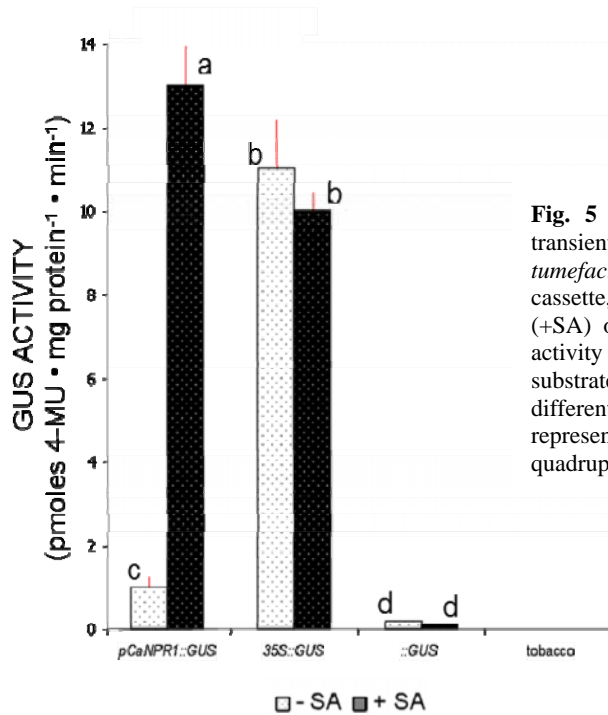 14
12
10
8
6
4
2
0
GUS ACTIVITY
(pmoles 4-MU • mg protein⁻¹ • min⁻¹)
a
b
b
c
d
d
pCaNPR1::GUS
35S::GUS
::GUS
tobacco
- SA
+ SA
Fig. 5
transient
tumefac
cassette,
(+SA) o
activity
substrate
different
represen
quadrup